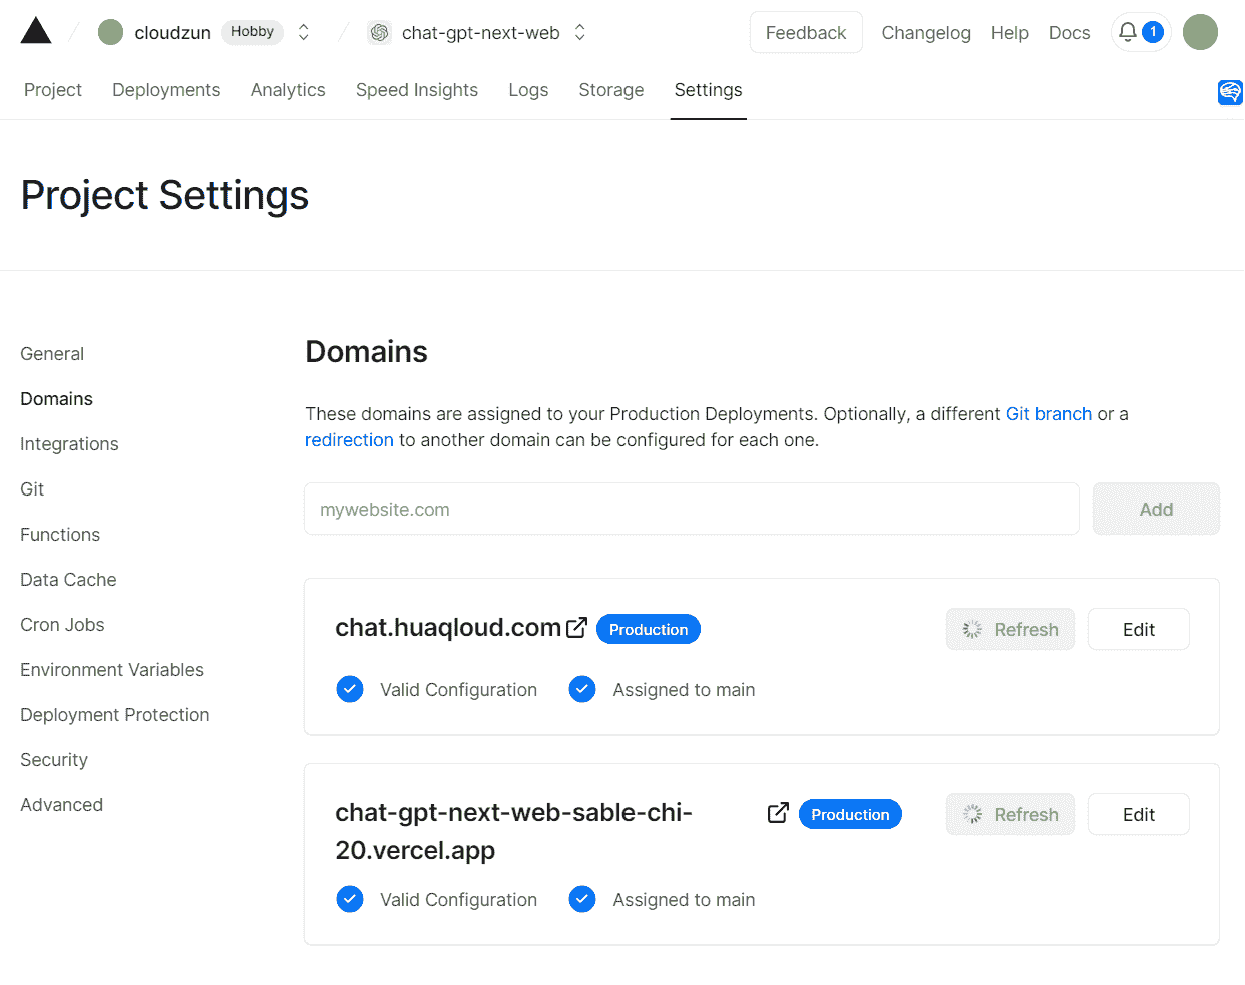 cloudzun Hobby chat-gpt-next-web Feedback Changelog Help Docs 1
Project Deployments Analytics Speed Insights Logs Storage Settings
Project Settings
General
Domains
Integrations
Git
Functions
Data Cache
Cron Jobs
Environment Variables
Deployment Protection
Security
Advanced
Domains
These domains are assigned to your Production Deployments. Optionally, a different Git branch or a
redirection to another domain can be configured for each one.
mywebsite.com Add
chat.huaqloud.com Production Refresh Edit
Valid Configuration Assigned to main
chat-gpt-next-web-sable-chi- Production Refresh Edit
20.vercel.app
Valid Configuration Assigned to main